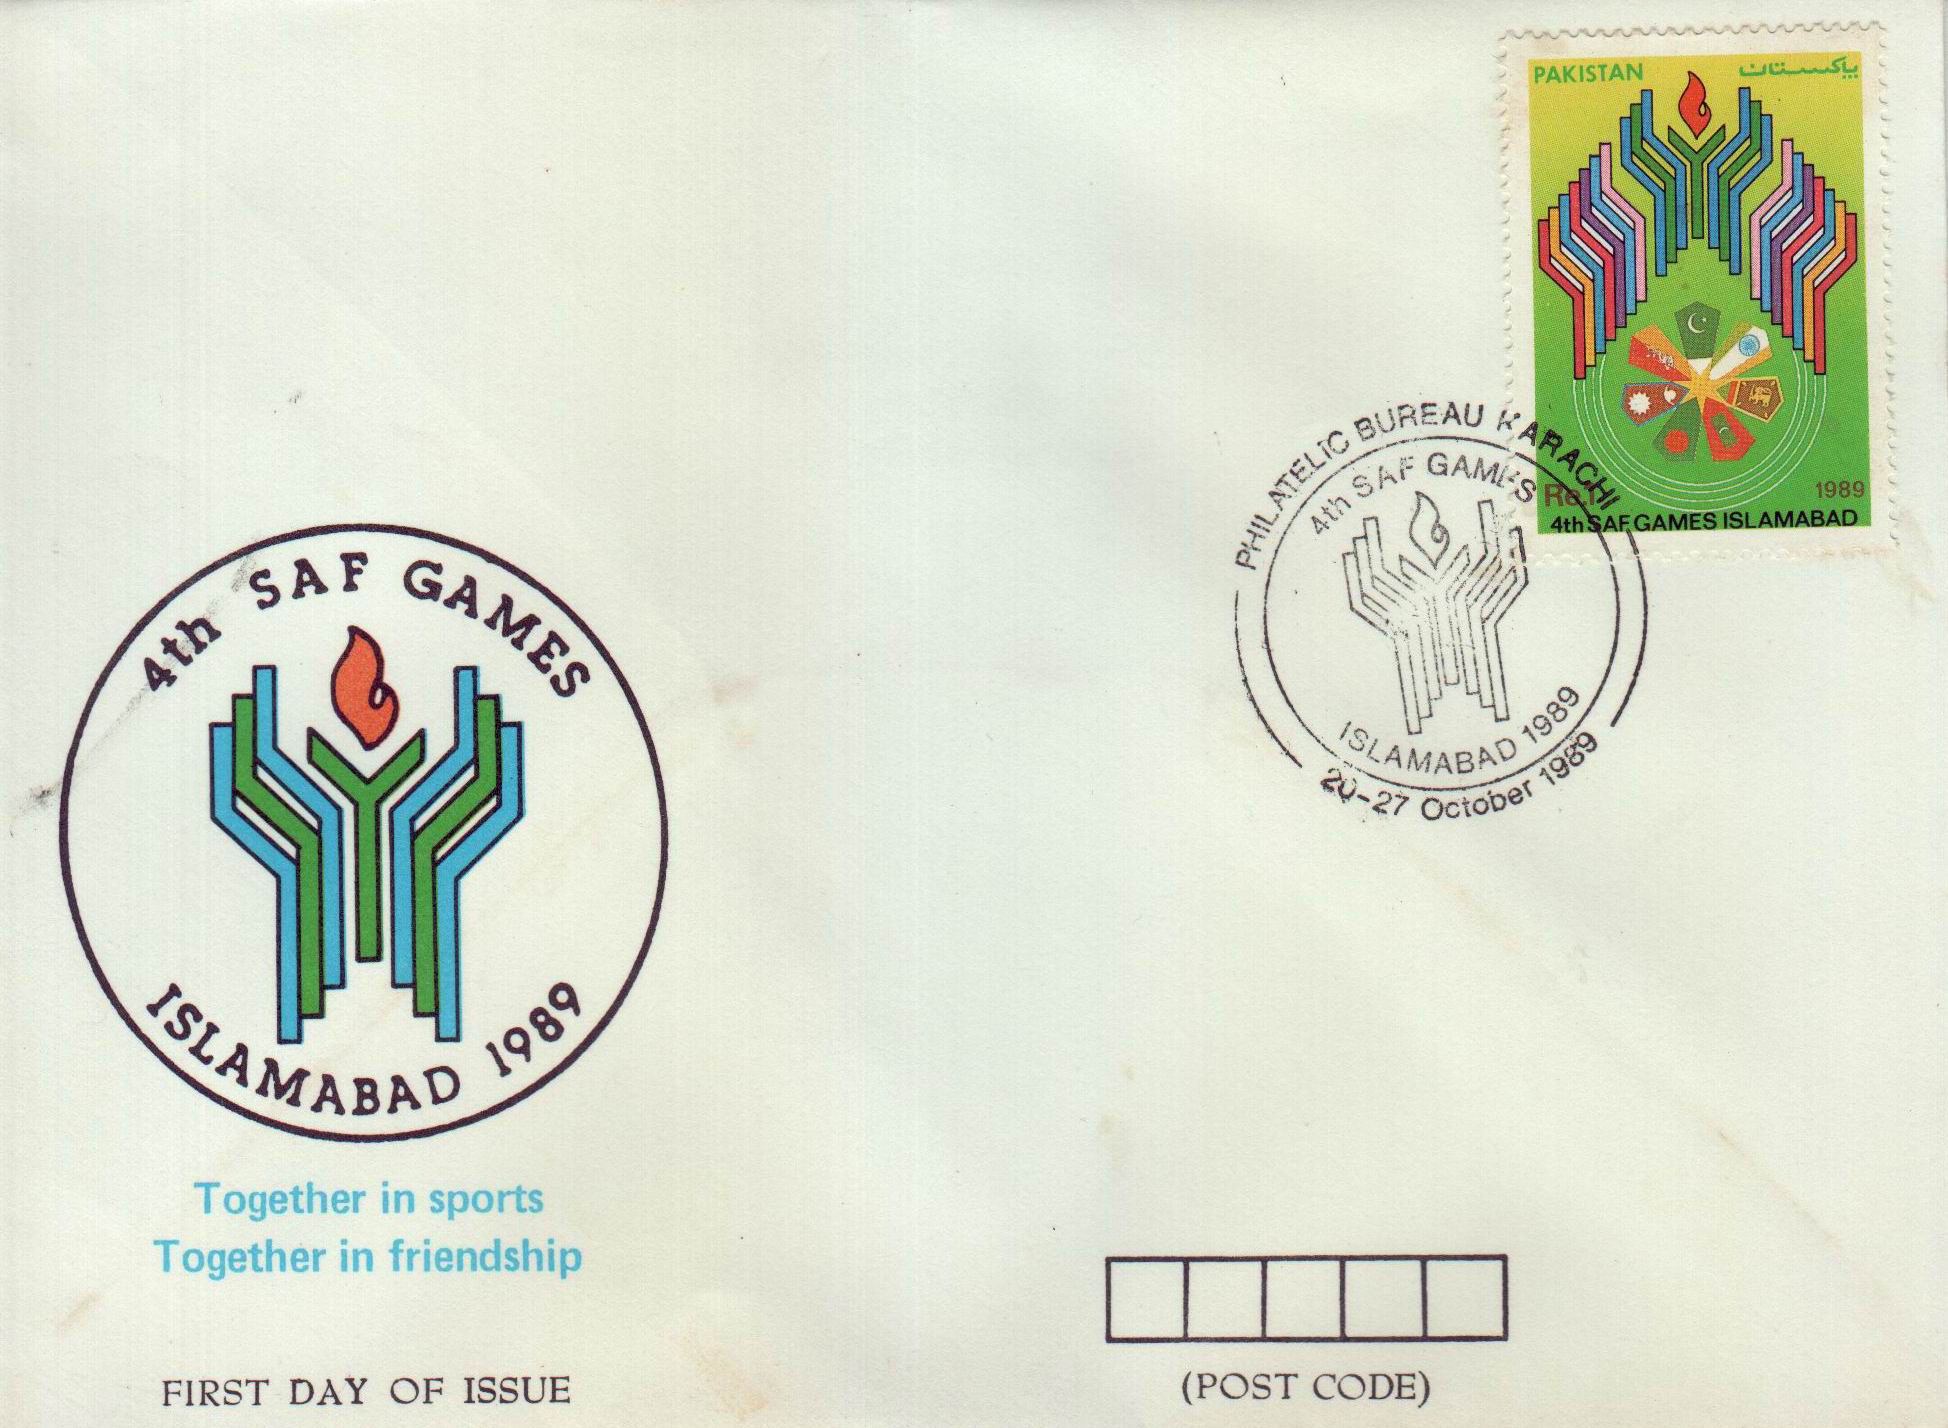 PAKISTAN پاکستان
Re.1 1989
4th SAF GAMES ISLAMABAD
PHILATELIC BUREAU KARACHI
4th SAF GAMES
ISLAMABAD 1989
20-27 October 1989
4th SAF GAMES
ISLAMABAD 1989
Together in sports
Together in friendship
FIRST DAY OF ISSUE
(POST CODE)